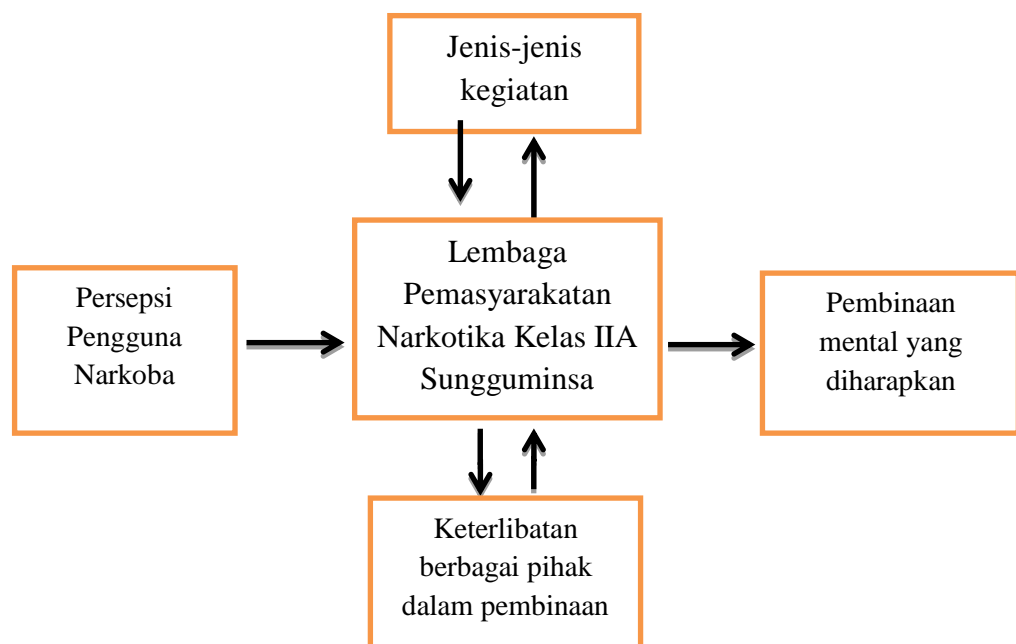 Jenis-jenis
kegiatan
Lembaga
Pemasyarakatan
Narkotika Kelas IIA
Sungguminsa
Persepsi
Pengguna
Narkoba
Pembinaan
mental yang
diharapkan
Keterlibatan
berbagai pihak
dalam pembinaan